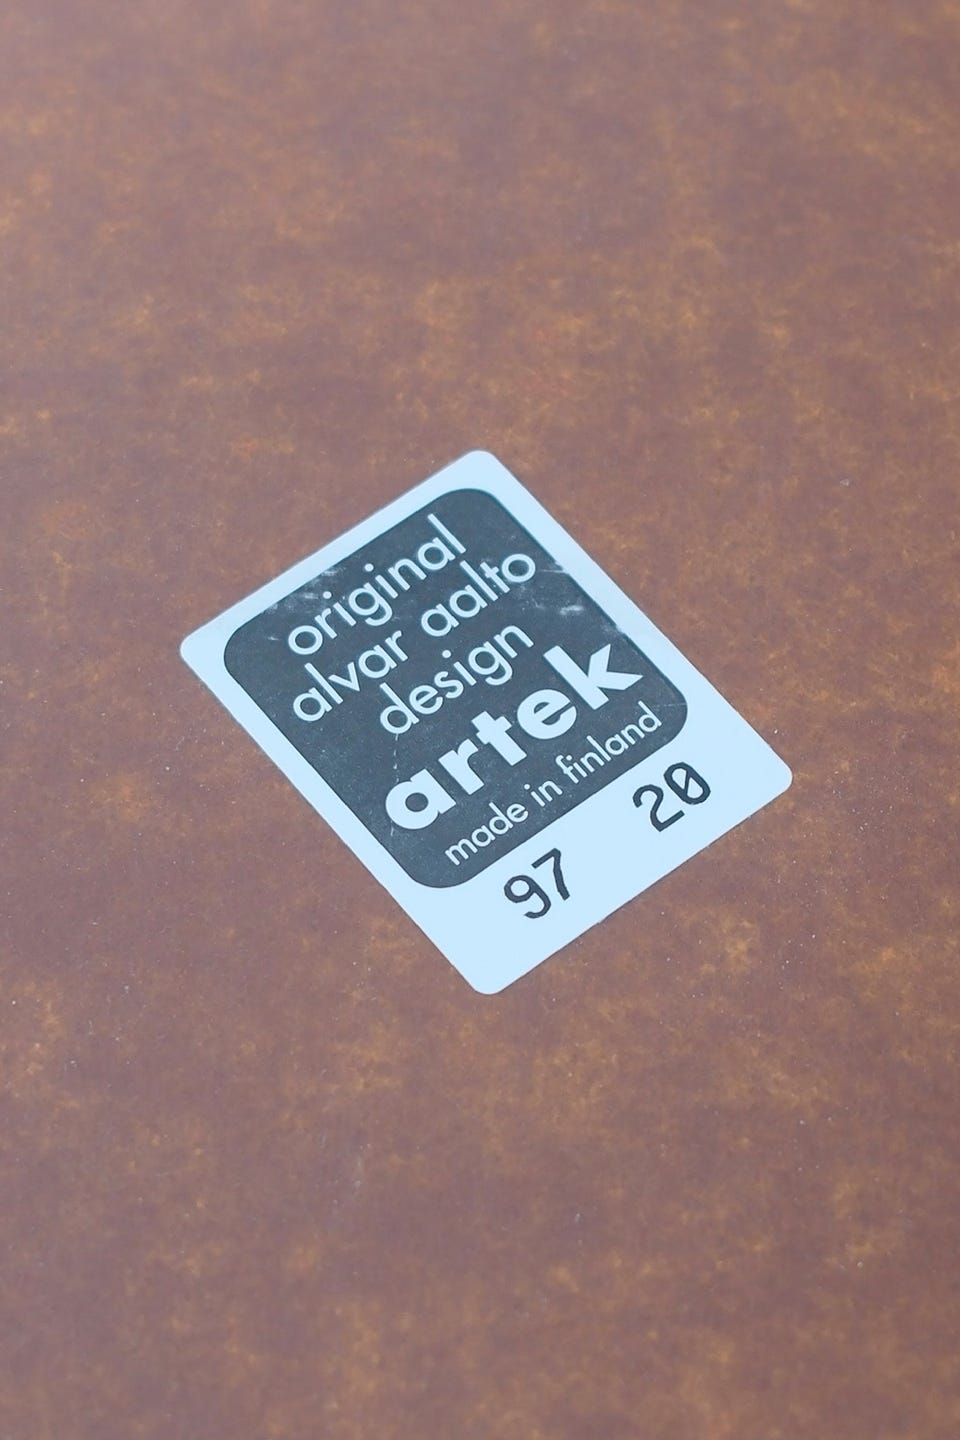 original
alvar aalto
design
artek
made in finland
97 20